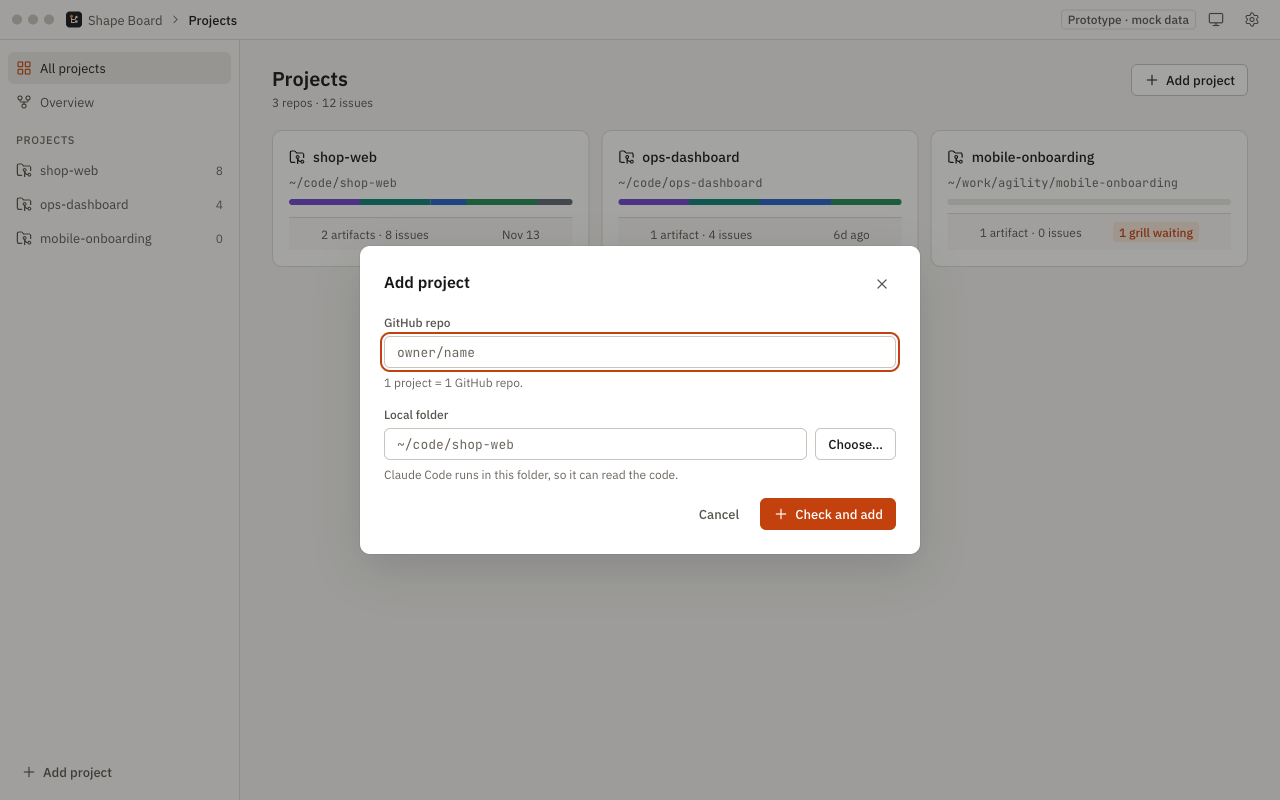 Shape Board > Projects
Prototype · mock data
All projects
Overview
PROJECTS
shop-web 8
ops-dashboard 4
mobile-onboarding 0
Add project
Projects
3 repos · 12 issues
Add project
shop-web
~/code/shop-web
2 artifacts · 8 issues Nov 13
ops-dashboard
~/code/ops-dashboard
1 artifact · 4 issues 6d ago
mobile-onboarding
~/work/agility/mobile-onboarding
1 artifact · 0 issues 1 grill waiting
Add project
GitHub repo
owner/name
1 project = 1 GitHub repo.
Local folder
~/code/shop-web
Choose...
Claude Code runs in this folder, so it can read the code.
Cancel
Check and add